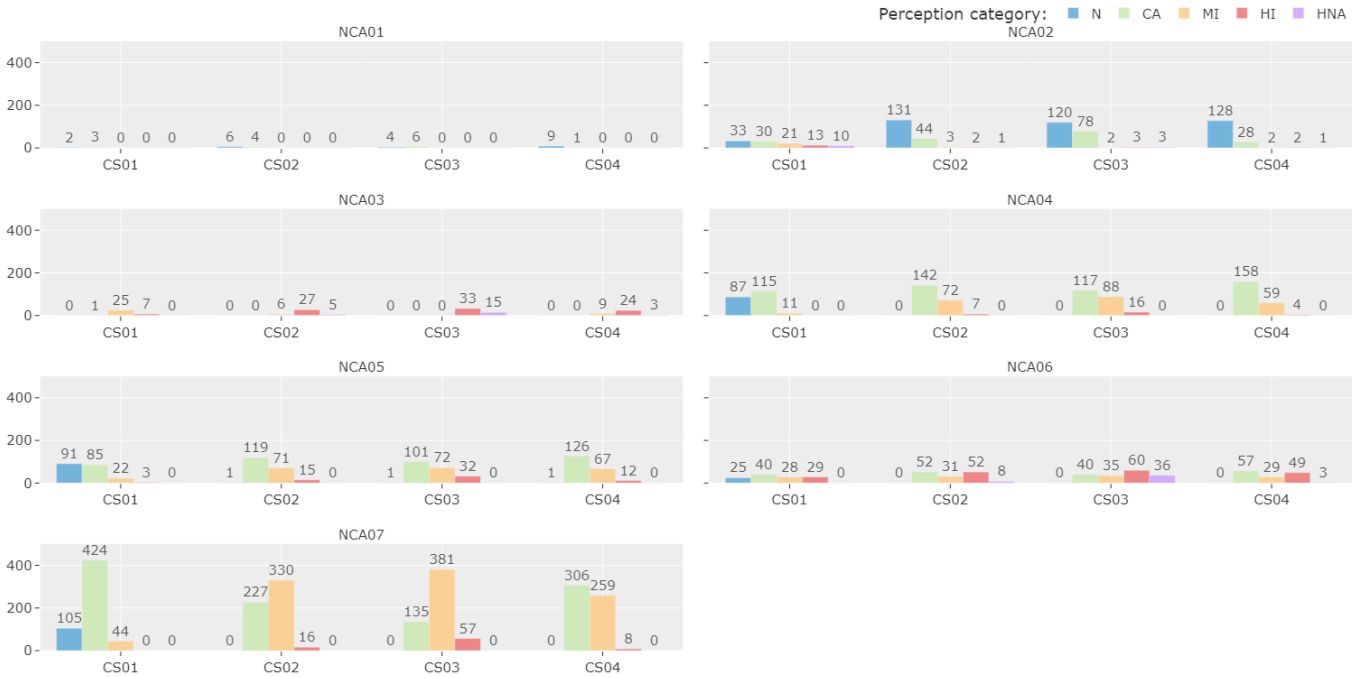 Perception category: N CA MI HI HNA
NCA01 NCA02
400
200
0
2 3 0 0 0 6 4 0 0 0 4 6 0 0 0 9 1 0 0 0
33 30 21 13 10 131 44 3 2 1 120 78 2 3 3 128 28 2 2 1
CS01 CS02 CS03 CS04 CS01 CS02 CS03 CS04
NCA03 NCA04
400
200
0
0 1 25 7 0 0 0 6 27 5 0 0 0 33 15 0 0 9 24 3
87 115 11 0 0 0 142 72 7 0 0 117 88 16 0 0 158 59 4 0
CS01 CS02 CS03 CS04 CS01 CS02 CS03 CS04
NCA05 NCA06
400
200
0
91 85 22 3 0 1 119 71 15 0 1 101 72 32 0 1 126 67 12 0
25 40 28 29 0 0 52 31 52 8 0 40 35 60 36 0 57 29 49 3
CS01 CS02 CS03 CS04 CS01 CS02 CS03 CS04
NCA07
400
200
0
105 424 44 0 0 0 227 330 16 0 0 135 381 57 0 0 306 259 8 0
CS01 CS02 CS03 CS04